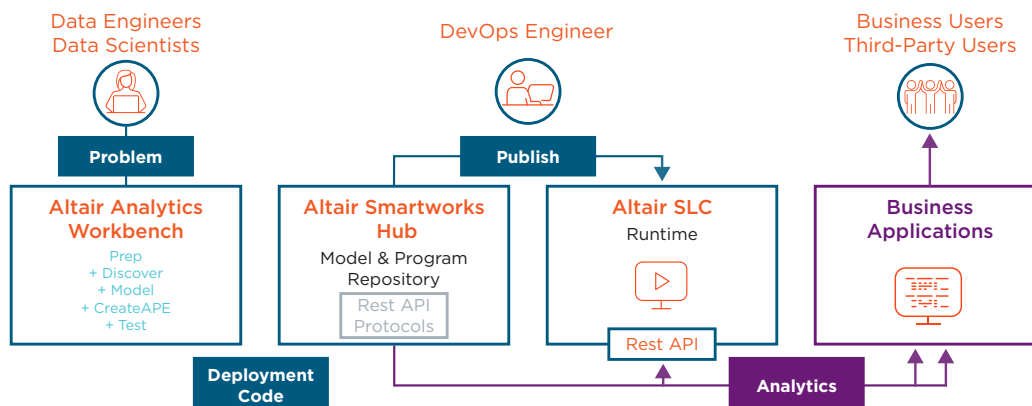 Data Engineers
Data Scientists
DevOps Engineer
Business Users
Third-Party Users
Problem
Publish
Altair Analytics
Workbench
Prep
+ Discover
+ Model
+ CreateAPE
+ Test
Altair Smartworks
Hub
Model & Program
Repository
Rest API
Protocols
Altair SLC
Runtime
Rest API
Business
Applications
Deployment
Code
Analytics